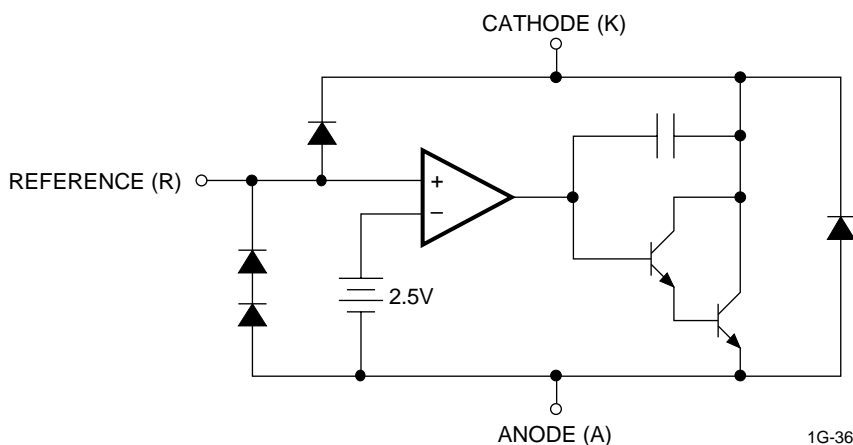 CATHODE (K)
REFERENCE (R)
+
−
2.5V
ANODE (A)
1G-36